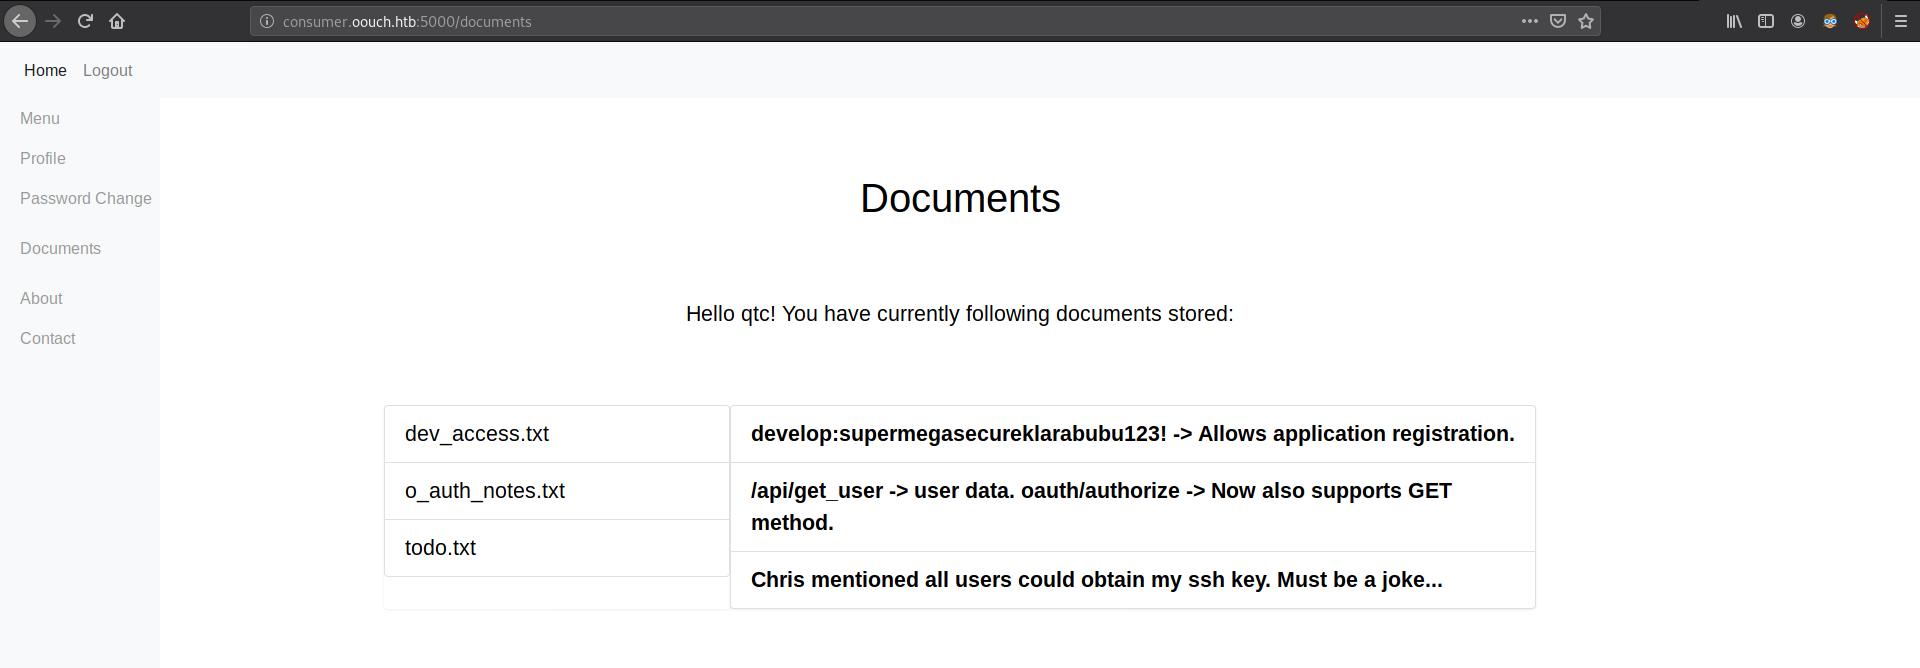 consumer.oouch.htb:5000/documents
Home Logout
Menu
Profile
Password Change
Documents
About
Contact
Documents
Hello qtc! You have currently following documents stored:
dev_access.txt
develop:supermegasecureklarabubu123! -> Allows application registration.
o_auth_notes.txt
/api/get_user -> user data. oauth/authorize -> Now also supports GET
method.
todo.txt
Chris mentioned all users could obtain my ssh key. Must be a joke...